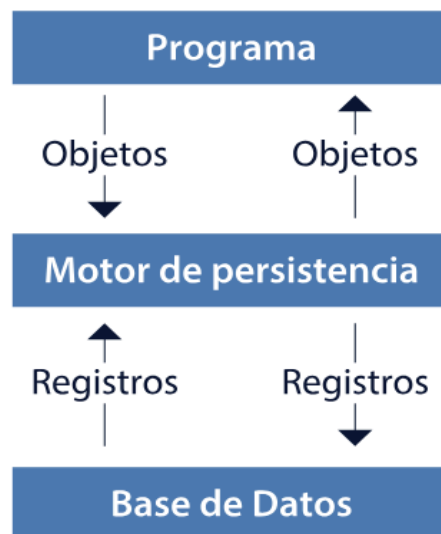 Programa
Objetos Objetos
Motor de persistencia
Registros Registros
Base de Datos